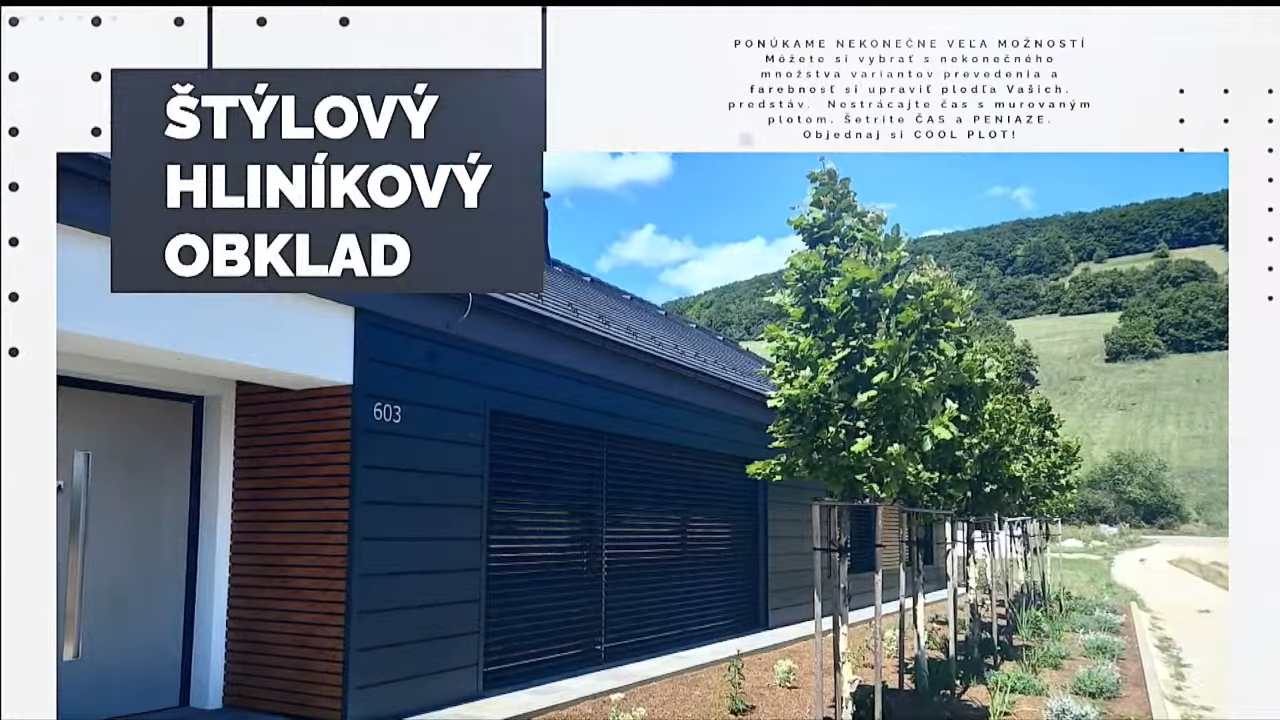 ŠTÝLOVÝ
HLINÍKOVÝ
OBKLAD
PONÚKAME NEKONEČNE VEĽA MOŽNOSTÍ
Môžete si vybrať s nekonečného
množstva variantov prevedenia a
farebnosť si upraviť plodľa Vašich.
predstáv. Nestrácajte čas s murovaným
plotom. Šetrite ČAS a PENIAZE.
Objednaj si COOL PLOT!
603